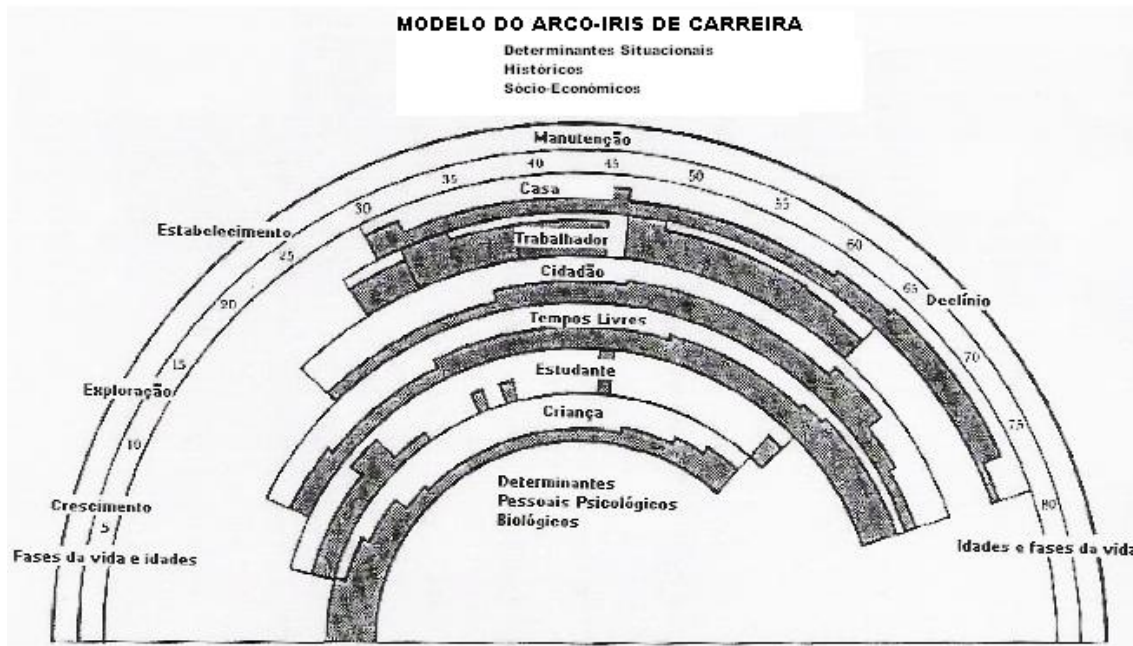 MODELO DO ARCO-IRIS DE CARREIRA
Determinantes Situacionais
Históricos
Sócio-Económicos
Manutenção
40
45
35
50
Casa
30
55
Estabelecimento
Trabalhador
25
60
Cidadão
20
65
Declínio
Tempos Livres
15
Estudante
70
Exploração
Criança
75
10
Determinantes
Pessoais Psicológicos
Biológicos
Crescimento
80
5
Fases da vida e idades
Idades e fases da vida